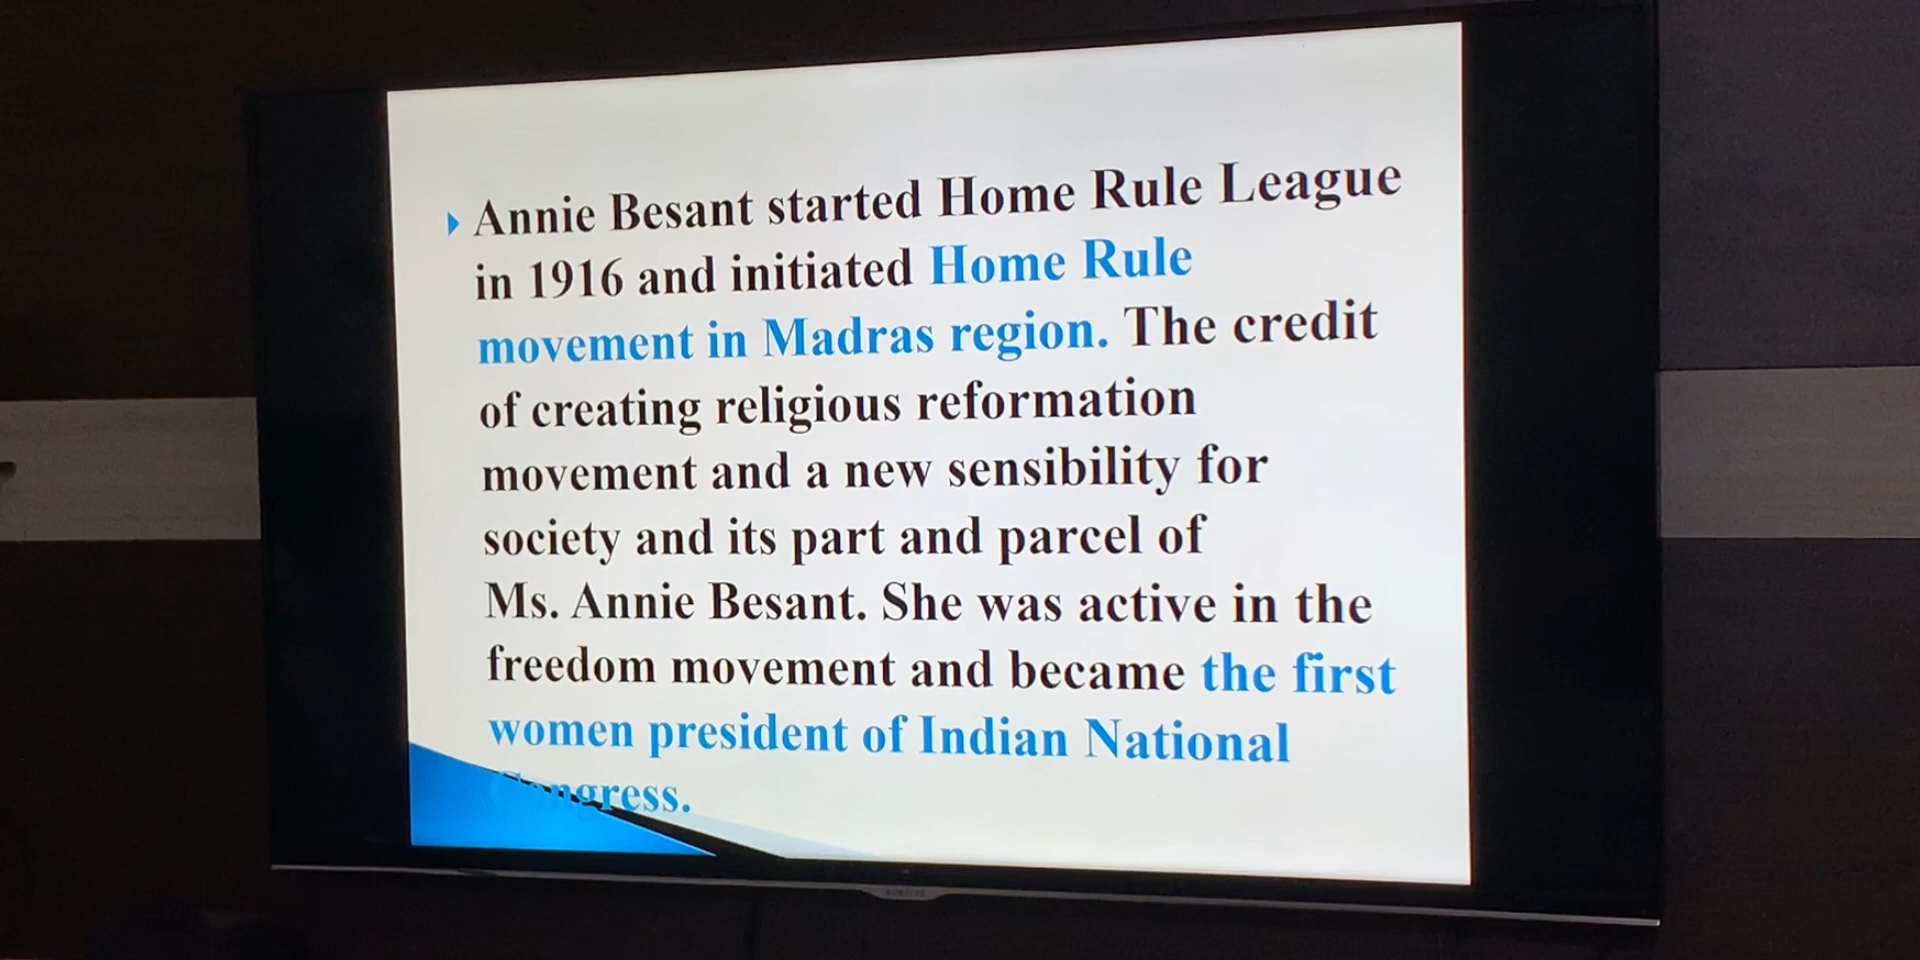 Annie Besant started Home Rule League
in 1916 and initiated Home Rule
movement in Madras region. The credit
of creating religious reformation
movement and a new sensibility for
society and its part and parcel of
Ms. Annie Besant. She was active in the
freedom movement and became the first
women president of Indian National
Congress.